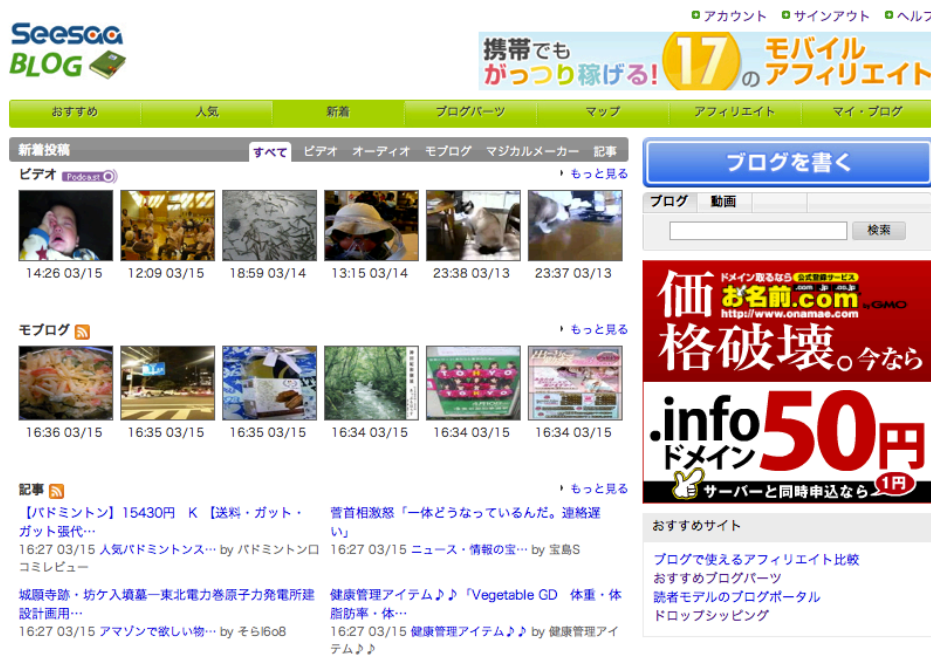 アカウント サインアウト ヘルプ
Seesaa
BLOG
携帯でも
がっつり稼げる!
17の
モバイル
アフィリエイト
おすすめ 人気 新着 ブログパーツ マップ アフィリエイト マイ・ブログ
新着投稿 すべて ビデオ オーディオ モブログ マジカルメーカー 記事
ビデオ Podcast もっと見る
14:26 03/15 12:09 03/15 18:59 03/14 13:15 03/14 23:38 03/13 23:37 03/13
モブログ もっと見る
16:36 03/15 16:35 03/15 16:35 03/15 16:34 03/15 16:34 03/15 16:34 03/15
記事 もっと見る
【バドミントン】15430円 K 【送料・ガット・
ガット張代…
16:27 03/15 人気バドミントンス… by バドミントン口
コミレビュー
菅首相激怒「一体どうなっているんだ。連絡遅
い」
16:27 03/15 ニュース・情報の宝… by 宝島S
城願寺跡・坊ケ入墳墓―東北電力巻原子力発電所建
設計画用…
16:27 03/15 アマゾンで欲しい物… by そらl6o8
健康管理アイテム♪♪「Vegetable GD 体重・体
脂肪率・体…
16:27 03/15 健康管理アイテム♪♪ by 健康管理アイ
テム♪♪
ブログを書く
ブログ 動画
検索
価
格破壊。今なら
ドメイン取るなら 公式登録サービス
.com .jp .co.jp
お名前.com by GMO
http://www.onamae.com
.info
ドメイン
50円
サーバーと同時申込なら 1円
おすすめサイト
ブログで使えるアフィリエイト比較
おすすめブログパーツ
読者モデルのブログポータル
ドロップシッピング